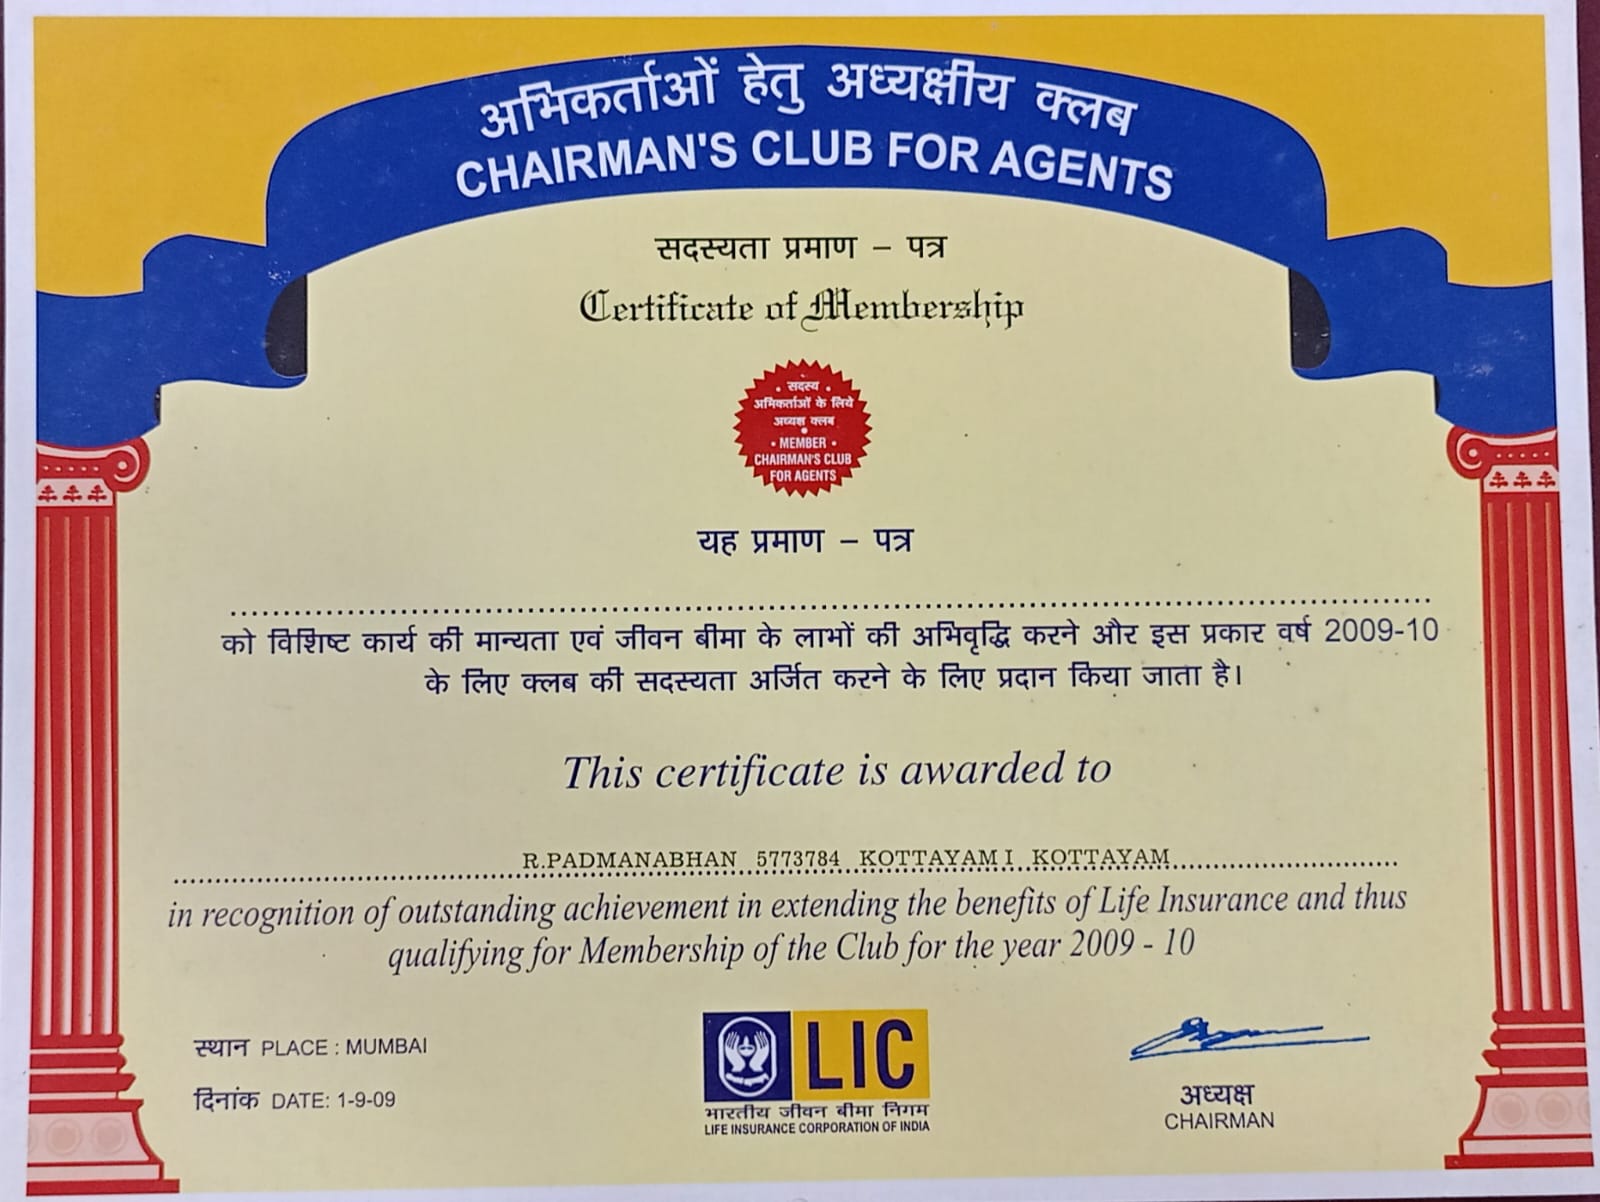 अभिकर्ताओं हेतु अध्यक्षीय क्लब
CHAIRMAN'S CLUB FOR AGENTS
सदस्यता प्रमाण – पत्र
Certificate of Membership
• सदस्य •
अभिकर्ताओं के लिये
अध्यक्ष क्लब
•
• MEMBER •
CHAIRMAN'S CLUB
FOR AGENTS
यह प्रमाण – पत्र
को विशिष्ट कार्य की मान्यता एवं जीवन बीमा के लाभों की अभिवृद्धि करने और इस प्रकार वर्ष 2009-10
के लिए क्लब की सदस्यता अर्जित करने के लिए प्रदान किया जाता है।
This certificate is awarded to
R.PADMANABHAN 5773784 KOTTAYAM I KOTTAYAM
in recognition of outstanding achievement in extending the benefits of Life Insurance and thus
qualifying for Membership of the Club for the year 2009 - 10
स्थान PLACE : MUMBAI
दिनांक DATE: 1-9-09
LIC
भारतीय जीवन बीमा निगम
LIFE INSURANCE CORPORATION OF INDIA
अध्यक्ष
CHAIRMAN